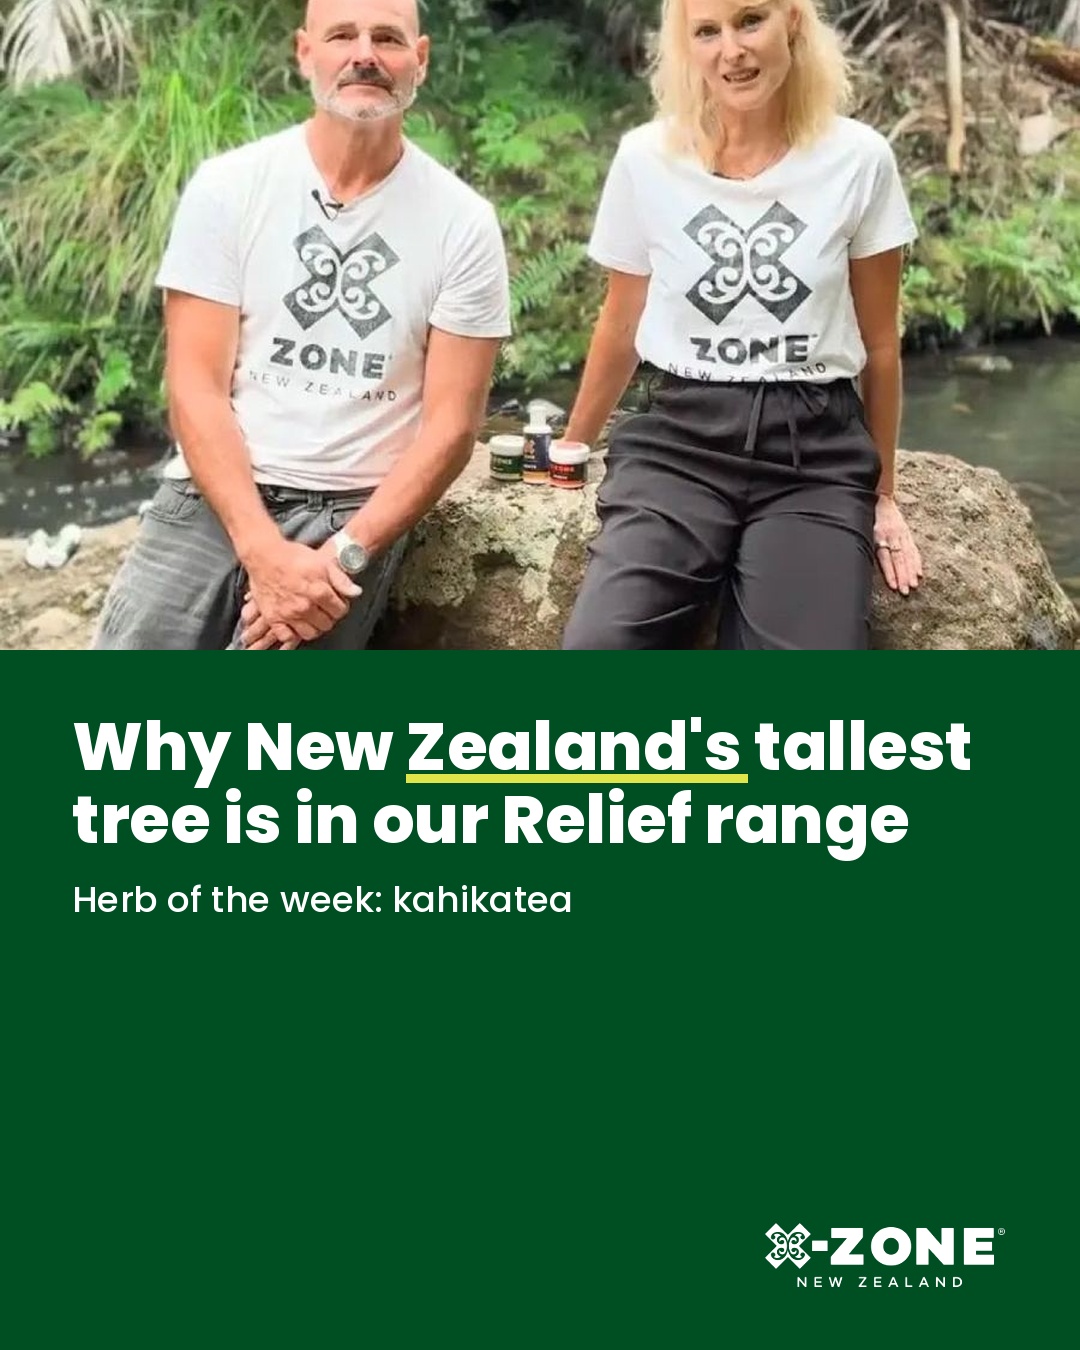 ZONE
NEW ZEALAND
ZONE
NEW ZEALAND
Why New Zealand's tallest
tree is in our Relief range
Herb of the week: kahikatea
X-ZONE®
NEW ZEALAND